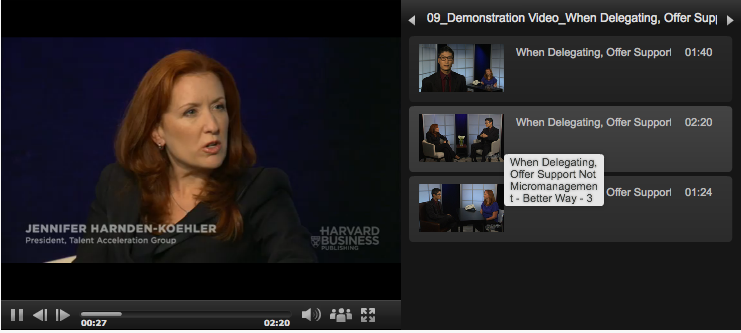 09_Demonstration Video_When Delegating, Offer Supp
JENNIFER HARNDEN-KOEHLER
President, Talent Acceleration Group
HARVARD
BUSINESS
PUBLISHING
00:27
02:20
When Delegating, Offer Support
01:40
When Delegating, Offer Support
02:20
When Delegating,
Offer Support Not
Micromanagemen
t - Better Way - 3
Offer Support
01:24